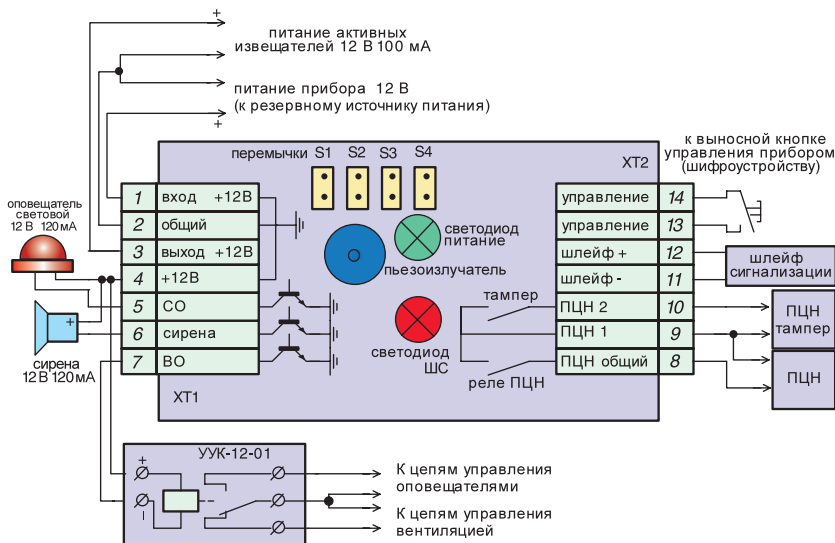 +
питание активных
извещателей 12 В 100 мА
питание прибора 12 В
(к резервному источнику питания)
+
перемычки S1 S2 S3 S4
XT2
к выносной кнопке
управления прибором
(шифроустройству)
оповещатель
световой
12 В 120 мА
1 вход +12В
2 общий
3 выход +12В
4 +12В
5 СО
6 сирена
7 ВО
XT1
светодиод
питание
пьезоизлучатель
светодиод
ШС
тампер
реле ПЦН
управление 14
управление 13
шлейф + 12
шлейф - 11
ПЦН 2 10
ПЦН 1 9
ПЦН общий 8
шлейф
сигнализации
ПЦН
тампер
ПЦН
+
сирена
12 В 120 мА
УУК-12-01
+
–
К цепям управления
оповещателями
К цепям управления
вентиляцией